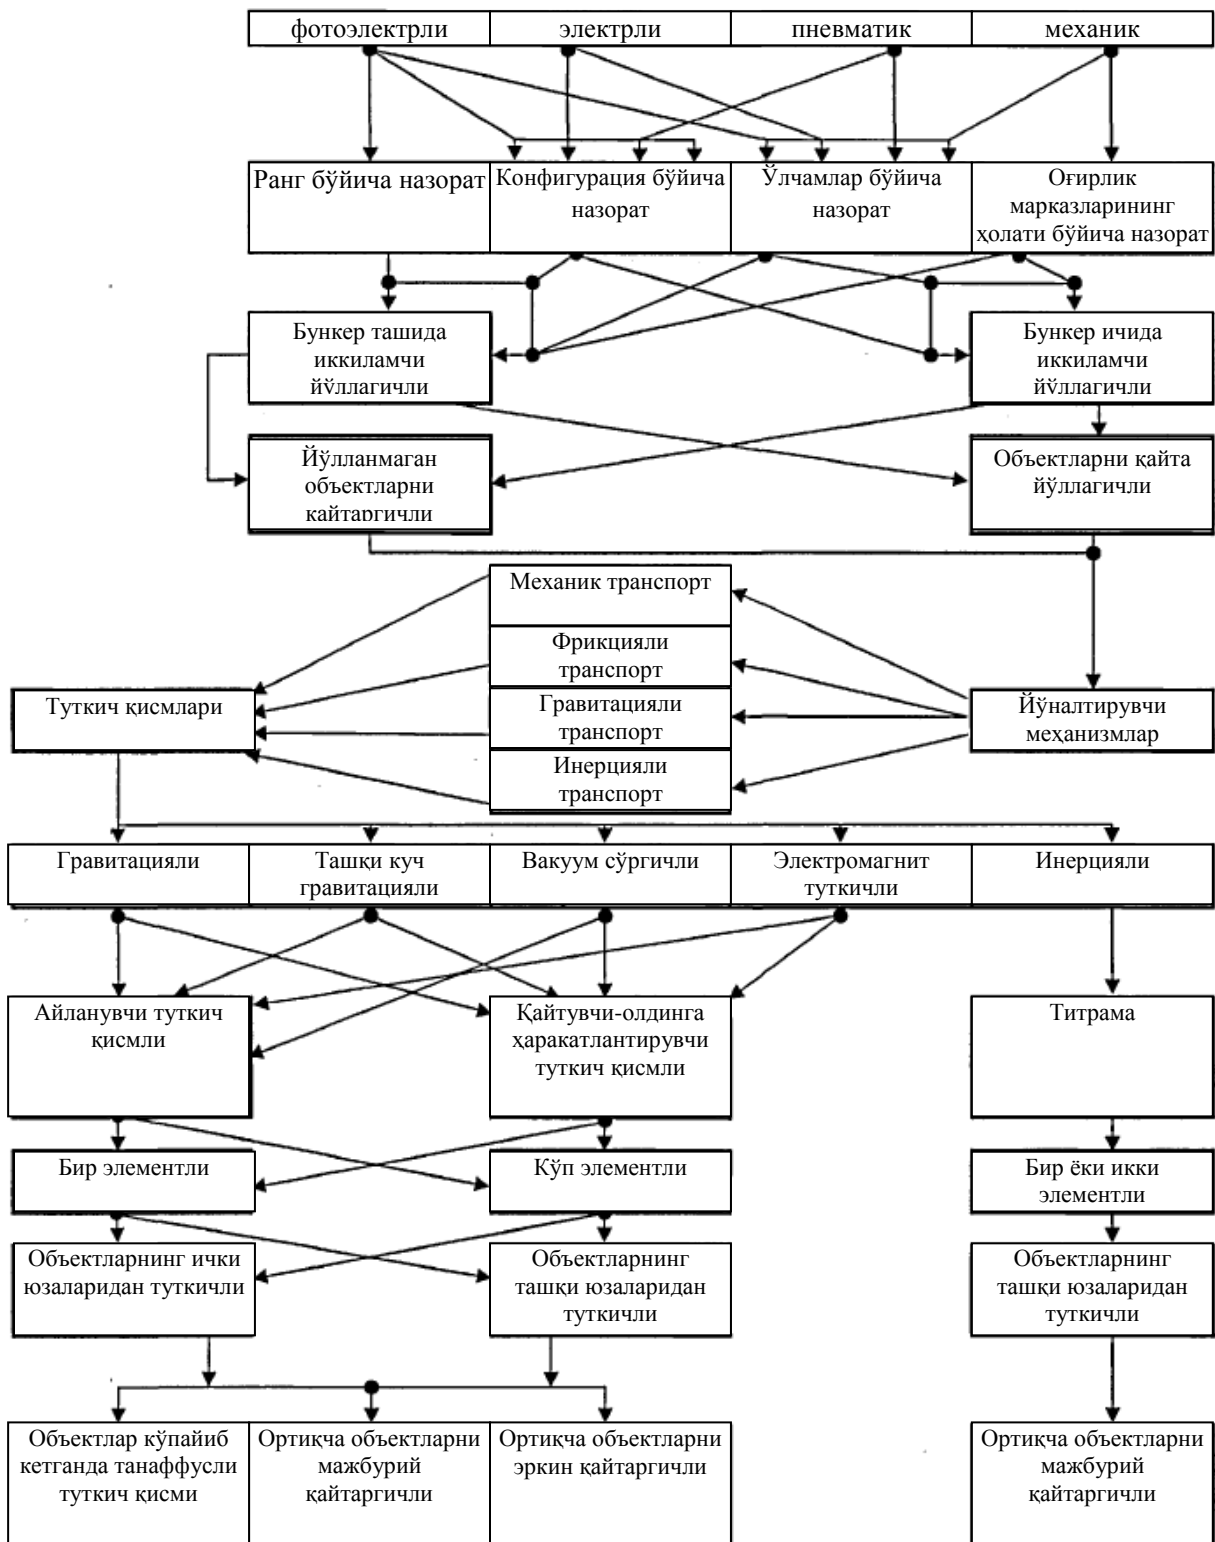 фотоэлектрли
электрли
пневматик
механик
Ранг бўйича назорат
Конфигурация бўйича
назорат
Ўлчамлар бўйича
назорат
Оғирлик
марказларининг
ҳолати бўйича назорат
Бункер ташида
иккиламчи
йўллагичли
Бункер ичида
иккиламчи
йўллагичли
Йўлланмаган
объектларни
кайтаргичли
Объектларни қайта
йўллагичли
Механик транспорт
Фрикцияли
транспорт
Гравитацияли
транспорт
Инерцияли
транспорт
Туткич қисмлари
Йўналтирувчи
меҳанизмлар
Гравитацияли
Ташқи куч
гравитацияли
Вакуум сўргичли
Электромагнит
туткичли
Инерцияли
Айланувчи туткич
қисмли
Қайтувчи-олдинга
ҳаракатлантирувчи
туткич қисмли
Титрама
Бир элементли
Кўп элементли
Бир ёки икки
элементли
Объектларнинг ички
юзаларидан туткичли
Объектларнинг
ташқи юзаларидан
туткичли
Объектларнинг
ташқи юзаларидан
туткичли
Объектлар кўпайиб
кетганда танаффусли
туткич қисми
Ортиқча объектларни
мажбурий
қайтаргичли
Ортиқча объектларни
эркин қайтаргичли
Ортиқча объектларни
мажбурий
қайтаргичли